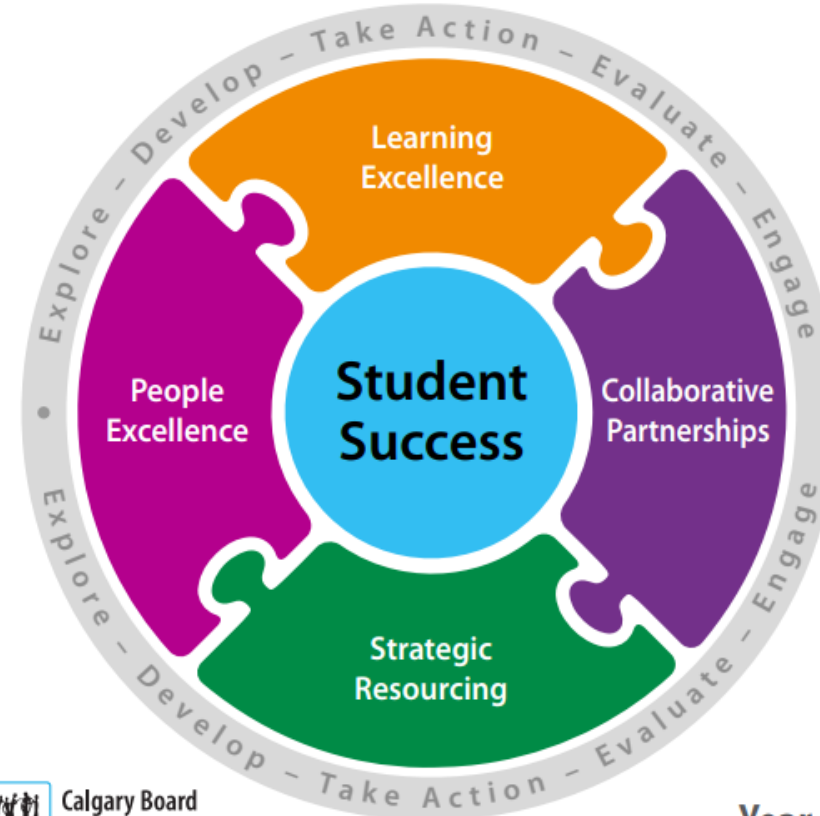 Explore – Develop – Take Action – Evaluate – Engage
Learning
Excellence
People
Excellence
Student
Success
Collaborative
Partnerships
Strategic
Resourcing
• Explore – Develop – Take Action – Evaluate – Engage
Calgary Board